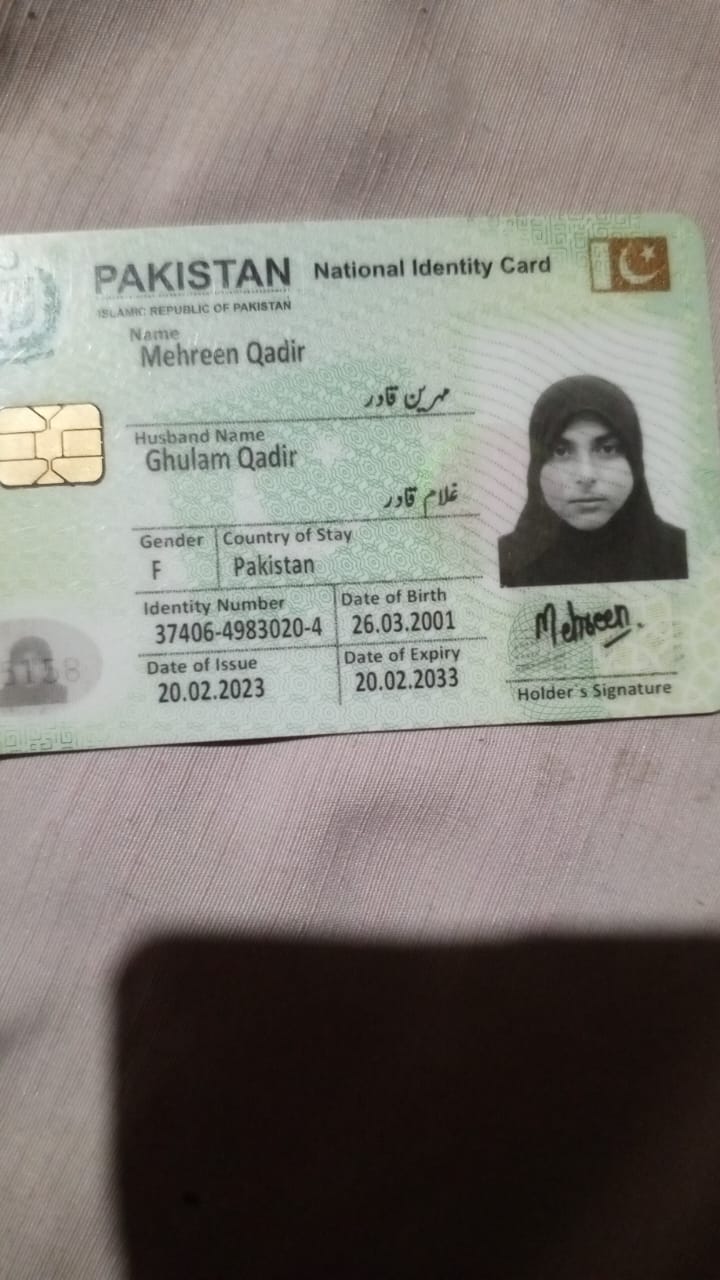 PAKISTAN National Identity Card
ISLAMIC REPUBLIC OF PAKISTAN
Name
Mehreen Qadir
مہرین قادر
Husband Name
Ghulam Qadir
غلام قادر
Gender Country of Stay
F Pakistan
Identity Number Date of Birth
37406-4983020-4 26.03.2001
Date of Issue Date of Expiry
20.02.2023 20.02.2033
Mehreen.
Holder's Signature